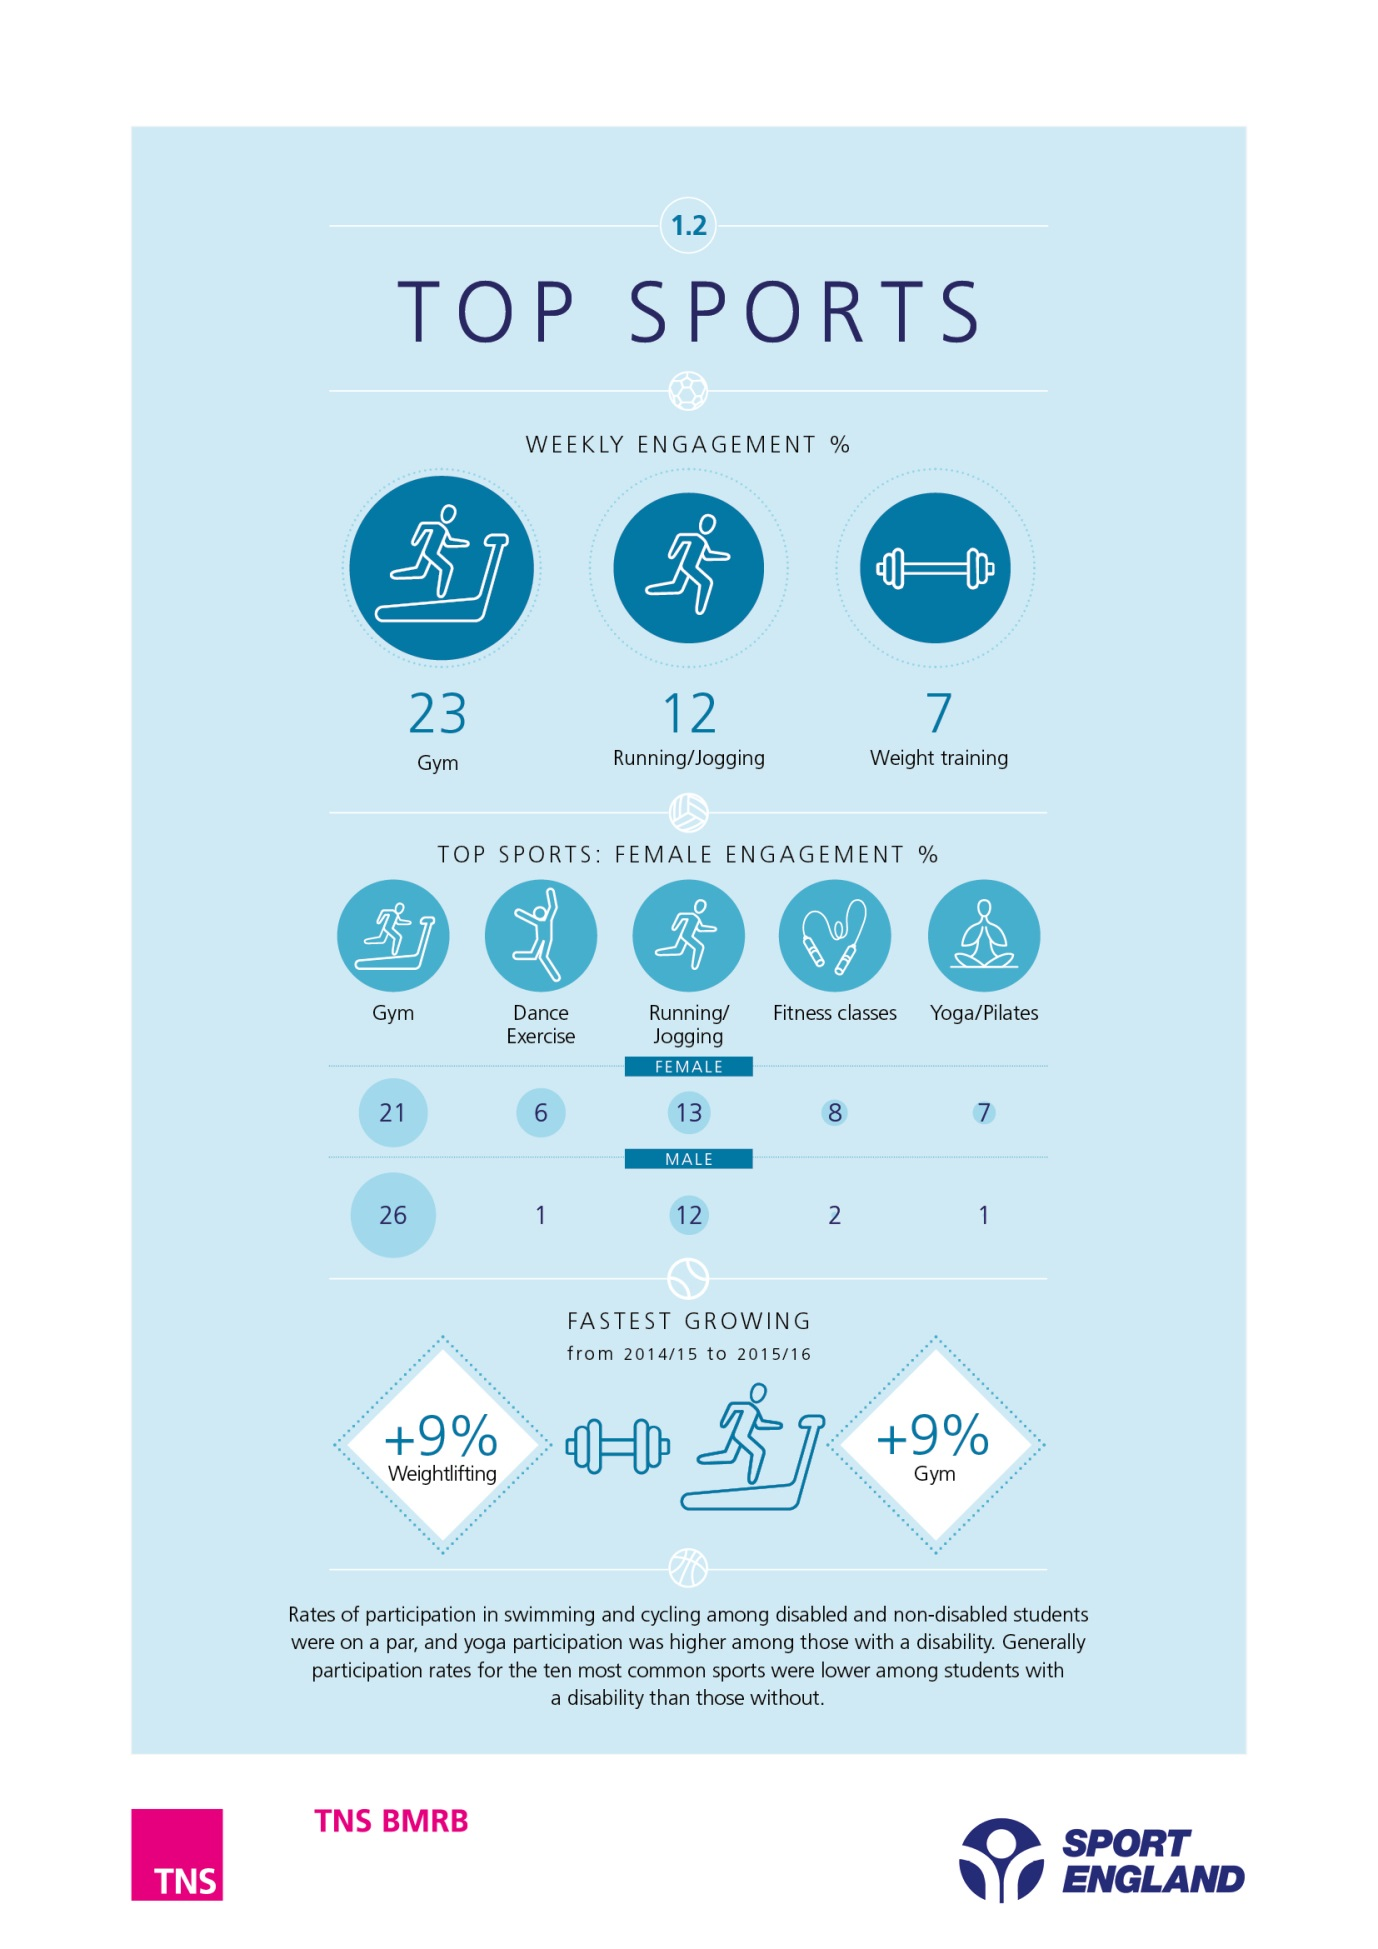 1.2
TOP SPORTS
WEEKLY ENGAGEMENT %
23
Gym
12
Running/Jogging
7
Weight training
TOP SPORTS: FEMALE ENGAGEMENT %
Gym
Dance
Exercise
Running/
Jogging
Fitness classes
Yoga/Pilates
FEMALE
21 6 13 8 7
MALE
26 1 12 2 1
FASTEST GROWING
from 2014/15 to 2015/16
+9%
Weightlifting
+9%
Gym
Rates of participation in swimming and cycling among disabled and non-disabled students
were on a par, and yoga participation was higher among those with a disability. Generally
participation rates for the ten most common sports were lower among students with
a disability than those without.
TNS
TNS BMRB
SPORT
ENGLAND